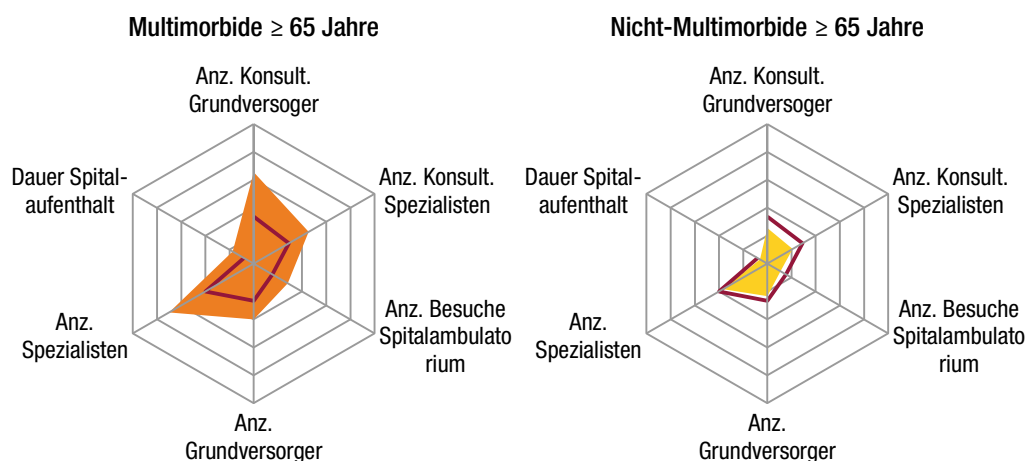 Multimorbide ≥ 65 Jahre
Anz. Konsult.
Grundversoger
Dauer Spital-
aufenthalt
Anz. Konsult.
Spezialisten
Anz.
Spezialisten
Anz. Besuche
Spitalambulato
rium
Anz.
Grundversorger
Nicht-Multimorbide ≥ 65 Jahre
Anz. Konsult.
Grundversoger
Dauer Spital-
aufenthalt
Anz. Konsult.
Spezialisten
Anz.
Spezialisten
Anz. Besuche
Spitalambulato
rium
Anz.
Grundversorger